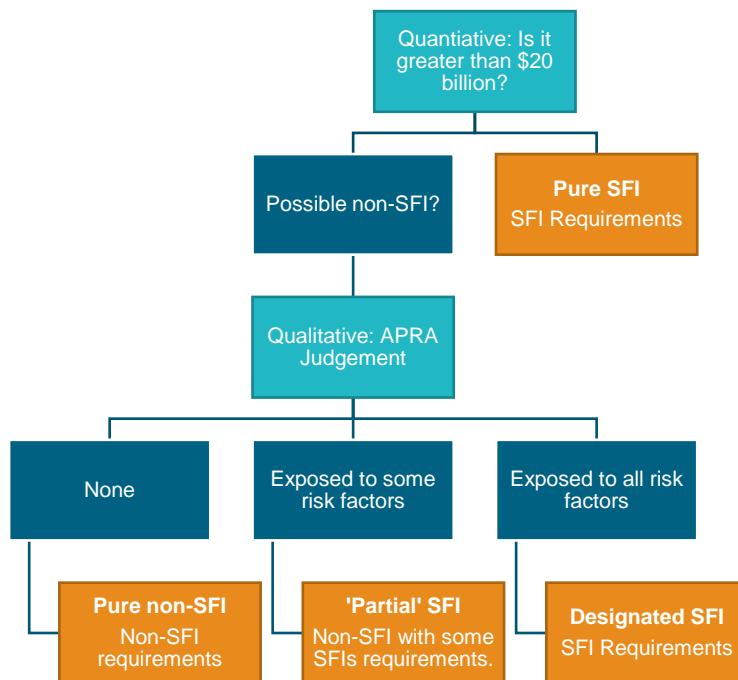 Quantiative: Is it
greater than $20
billion?
Possible non-SFI?
Pure SFI
SFI Requirements
Qualitative: APRA
Judgement
None
Exposed to some
risk factors
Exposed to all risk
factors
Pure non-SFI
Non-SFI
requirements
'Partial' SFI
Non-SFI with some
SFIs requirements.
Designated SFI
SFI Requirements